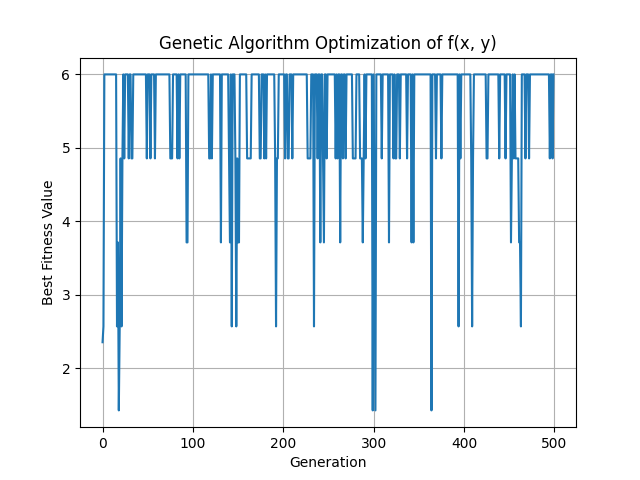 Genetic Algorithm Optimization of f(x, y)
6
5
4
3
2
Best Fitness Value
0 100 200 300 400 500
Generation